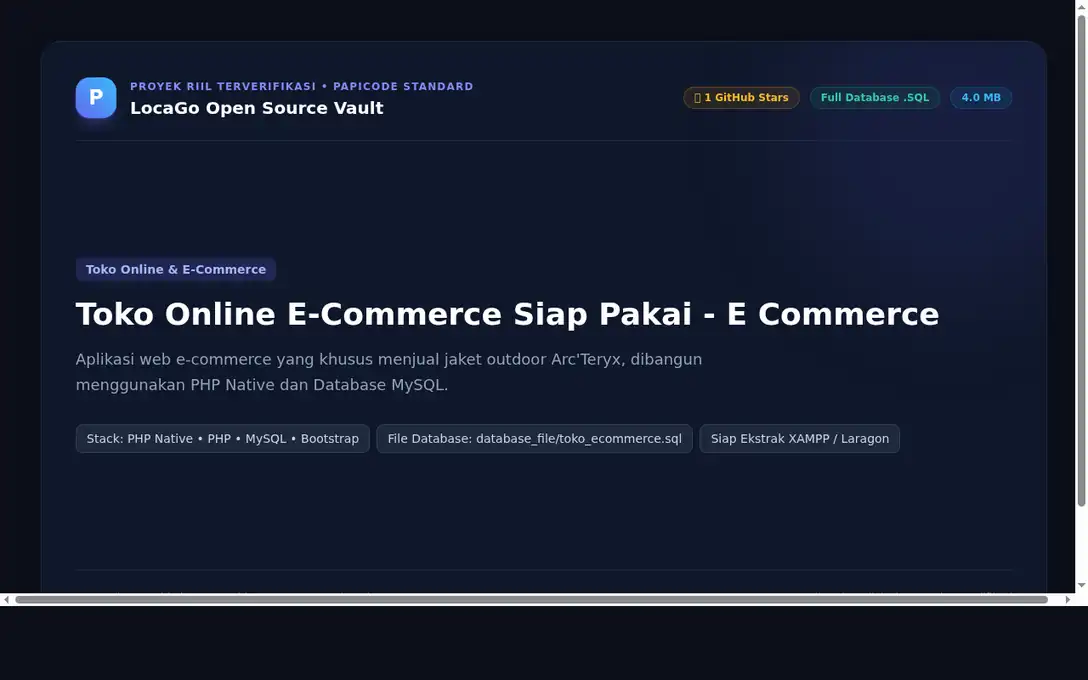 P
PROYEK RIIL TERVERIFIKASI • PAPICODE STANDARD
LocaGo Open Source Vault
1 GitHub Stars
Full Database .SQL
4.0 MB
Toko Online & E-Commerce
Toko Online E-Commerce Siap Pakai - E Commerce
Aplikasi web e-commerce yang khusus menjual jaket outdoor Arc'Teryx, dibangun
menggunakan PHP Native dan Database MySQL.
Stack: PHP Native • PHP • MySQL • Bootstrap
File Database: database_file/toko_ecommerce.sql
Siap Ekstrak XAMPP / Laragon